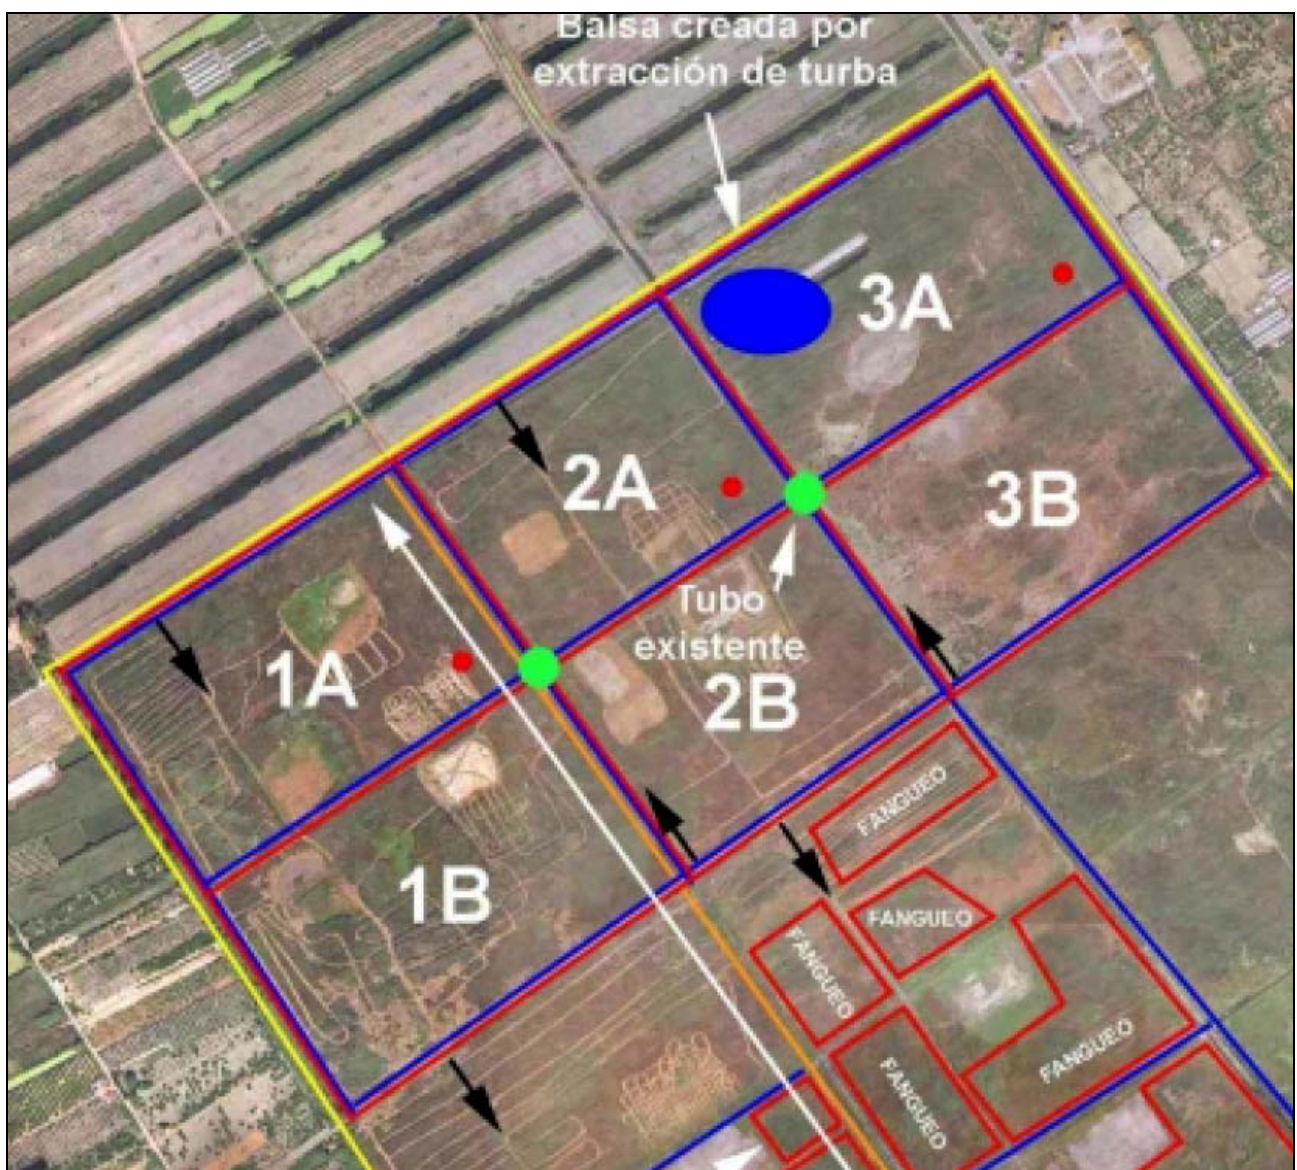 Balsa creada por
extracción de turba
3A
2A
3B
Tubo
existente
1A
2B
FANGUEO
1B
FANGUEO
FANGUEO
FANGUEO
FANGUEO